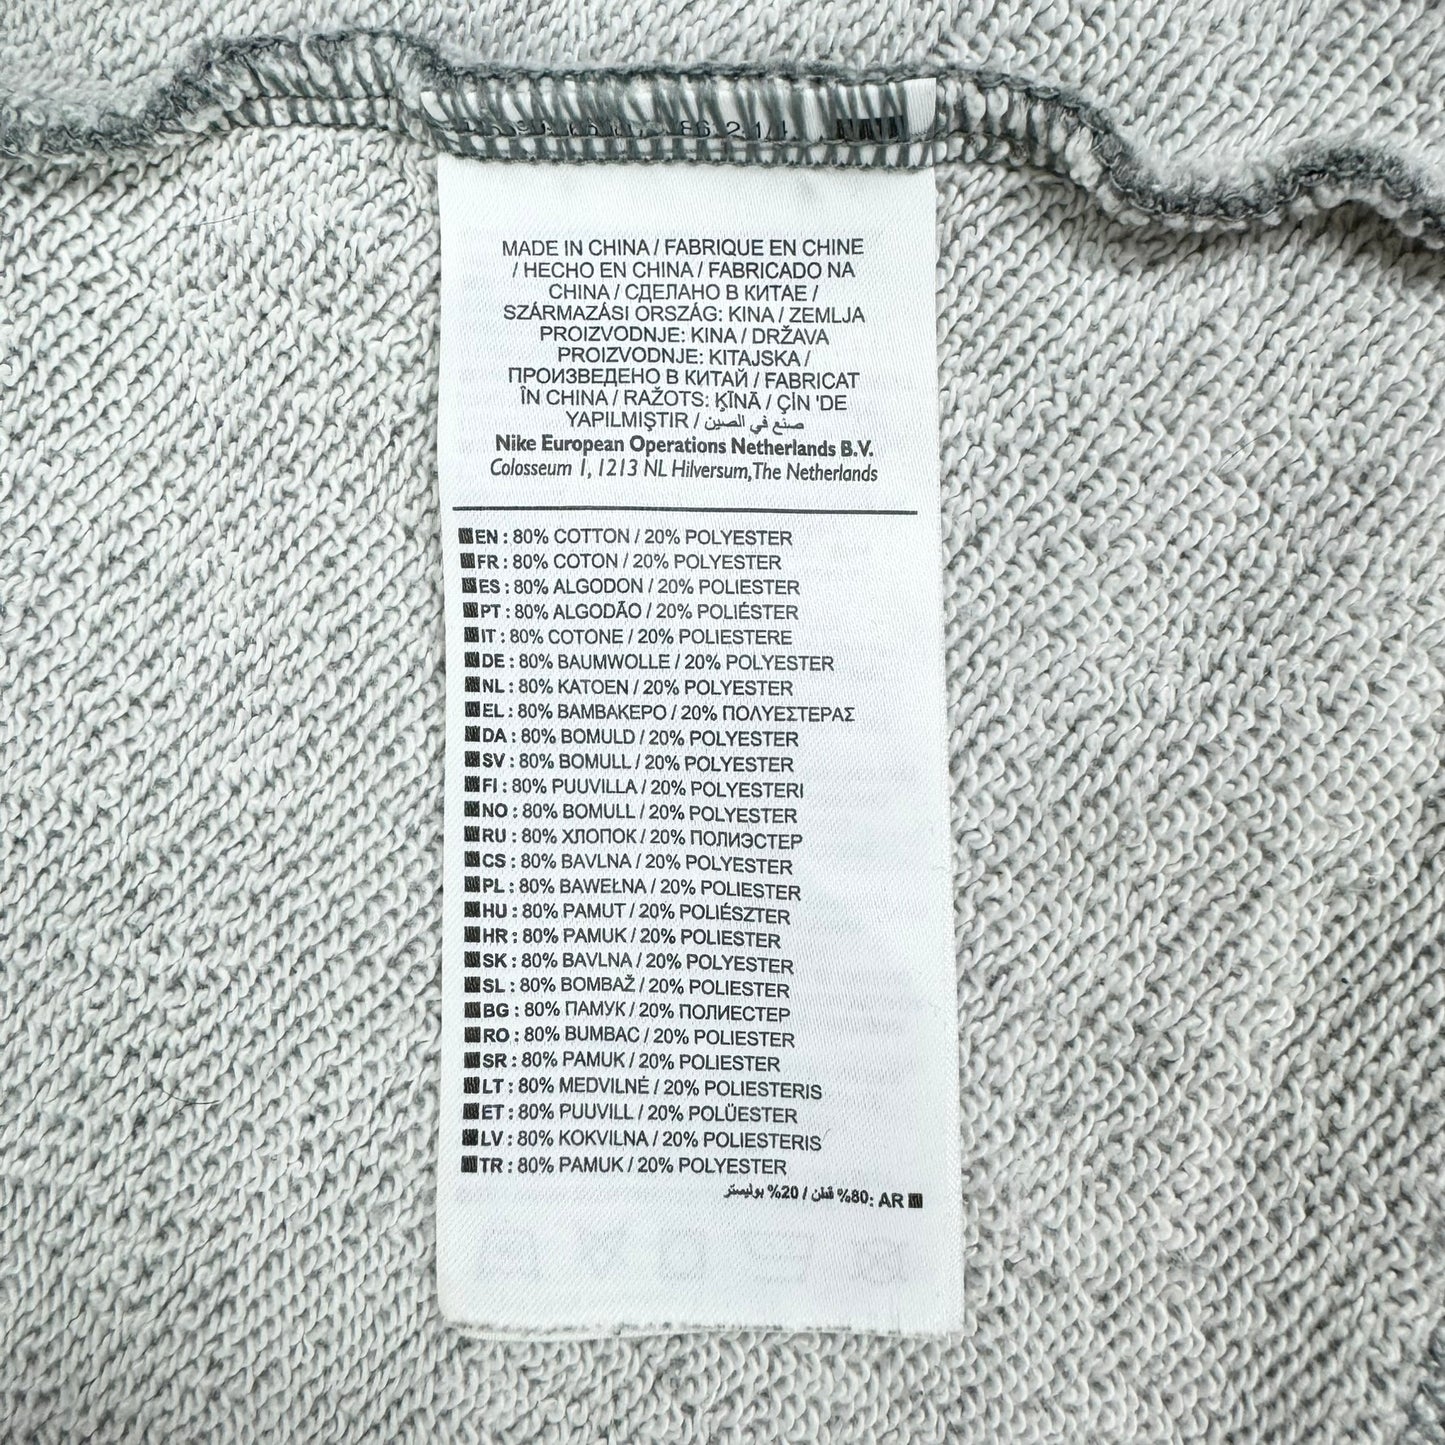 MADE IN CHINA / FABRIQUE EN CHINE
/ HECHO EN CHINA / FABRICADO NA
CHINA / СДЕЛАНО В КИТАЕ /
SZÁRMAZÁSI ORSZÁG: KINA / ZEMLJA
PROIZVODNJE: KINA / DRŽAVA
PROIZVODNJE: KITAJSKA /
ПРОИЗВЕДЕНО В КИТАЙ / FABRICAT
ÎN CHINA / RAŽOTS: ĶĪNĀ / ÇİN 'DE
YAPILMIŞTIR / صنع في الصين
Nike European Operations Netherlands B.V.
Colosseum 1, 1213 NL Hilversum, The Netherlands
EN : 80% COTTON / 20% POLYESTER
FR : 80% COTON / 20% POLYESTER
ES : 80% ALGODON / 20% POLIESTER
PT : 80% ALGODÃO / 20% POLIÉSTER
IT : 80% COTONE / 20% POLIESTERE
DE : 80% BAUMWOLLE / 20% POLYESTER
NL : 80% KATOEN / 20% POLYESTER
EL : 80% ΒΑΜΒΑΚΕΡΟ / 20% ΠΟΛΥΕΣΤΕΡΑΣ
DA : 80% BOMULD / 20% POLYESTER
SV : 80% BOMULL / 20% POLYESTER
FI : 80% PUUVILLA / 20% POLYESTERI
NO : 80% BOMULL / 20% POLYESTER
RU : 80% ХЛОПОК / 20% ПОЛИЭСТЕР
CS : 80% BAVLNA / 20% POLYESTER
PL : 80% BAWEŁNA / 20% POLIESTER
HU : 80% PAMUT / 20% POLIÉSZTER
HR : 80% PAMUK / 20% POLIESTER
SK : 80% BAVLNA / 20% POLYESTER
SL : 80% BOMBAŽ / 20% POLIESTER
BG : 80% ПАМУК / 20% ПОЛИЕСТЕР
RO : 80% BUMBAC / 20% POLIESTER
SR : 80% PAMUK / 20% POLIESTER
LT : 80% MEDVILNÉ / 20% POLIESTERIS
ET : 80% PUUVILL / 20% POLÜESTER
LV : 80% KOKVILNA / 20% POLIESTERIS
TR : 80% PAMUK / 20% POLYESTER
AR :80% قطن / 20% بوليستر